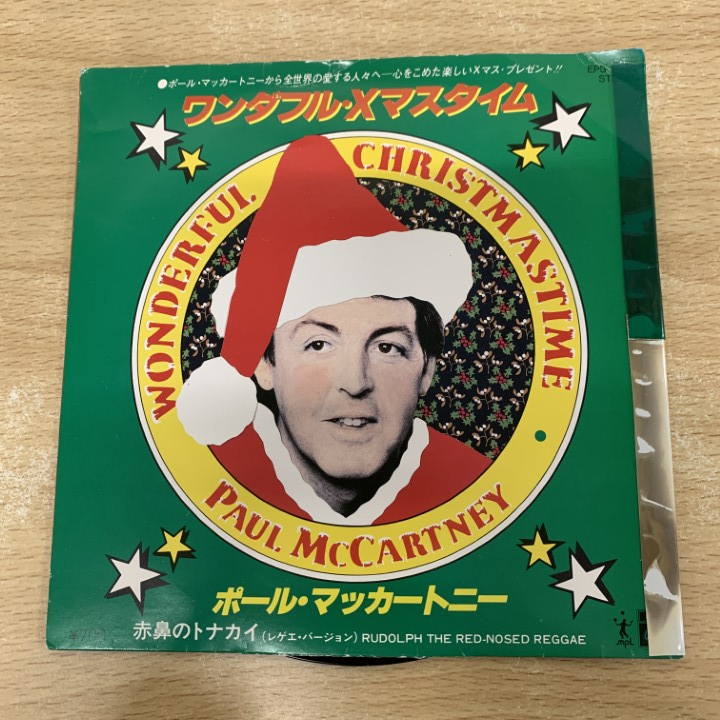 ●ポール・マッカートニーから全世界の愛する人々へ─心をこめた楽しいXマス・プレゼント!!
ワンダフル・Xマスタイム
WONDERFUL CHRISTMASTIME
PAUL McCARTNEY
ポール・マッカートニー
赤鼻のトナカイ(レゲエ・バージョン) RUDOLPH THE RED-NOSED REGGAE
mpl